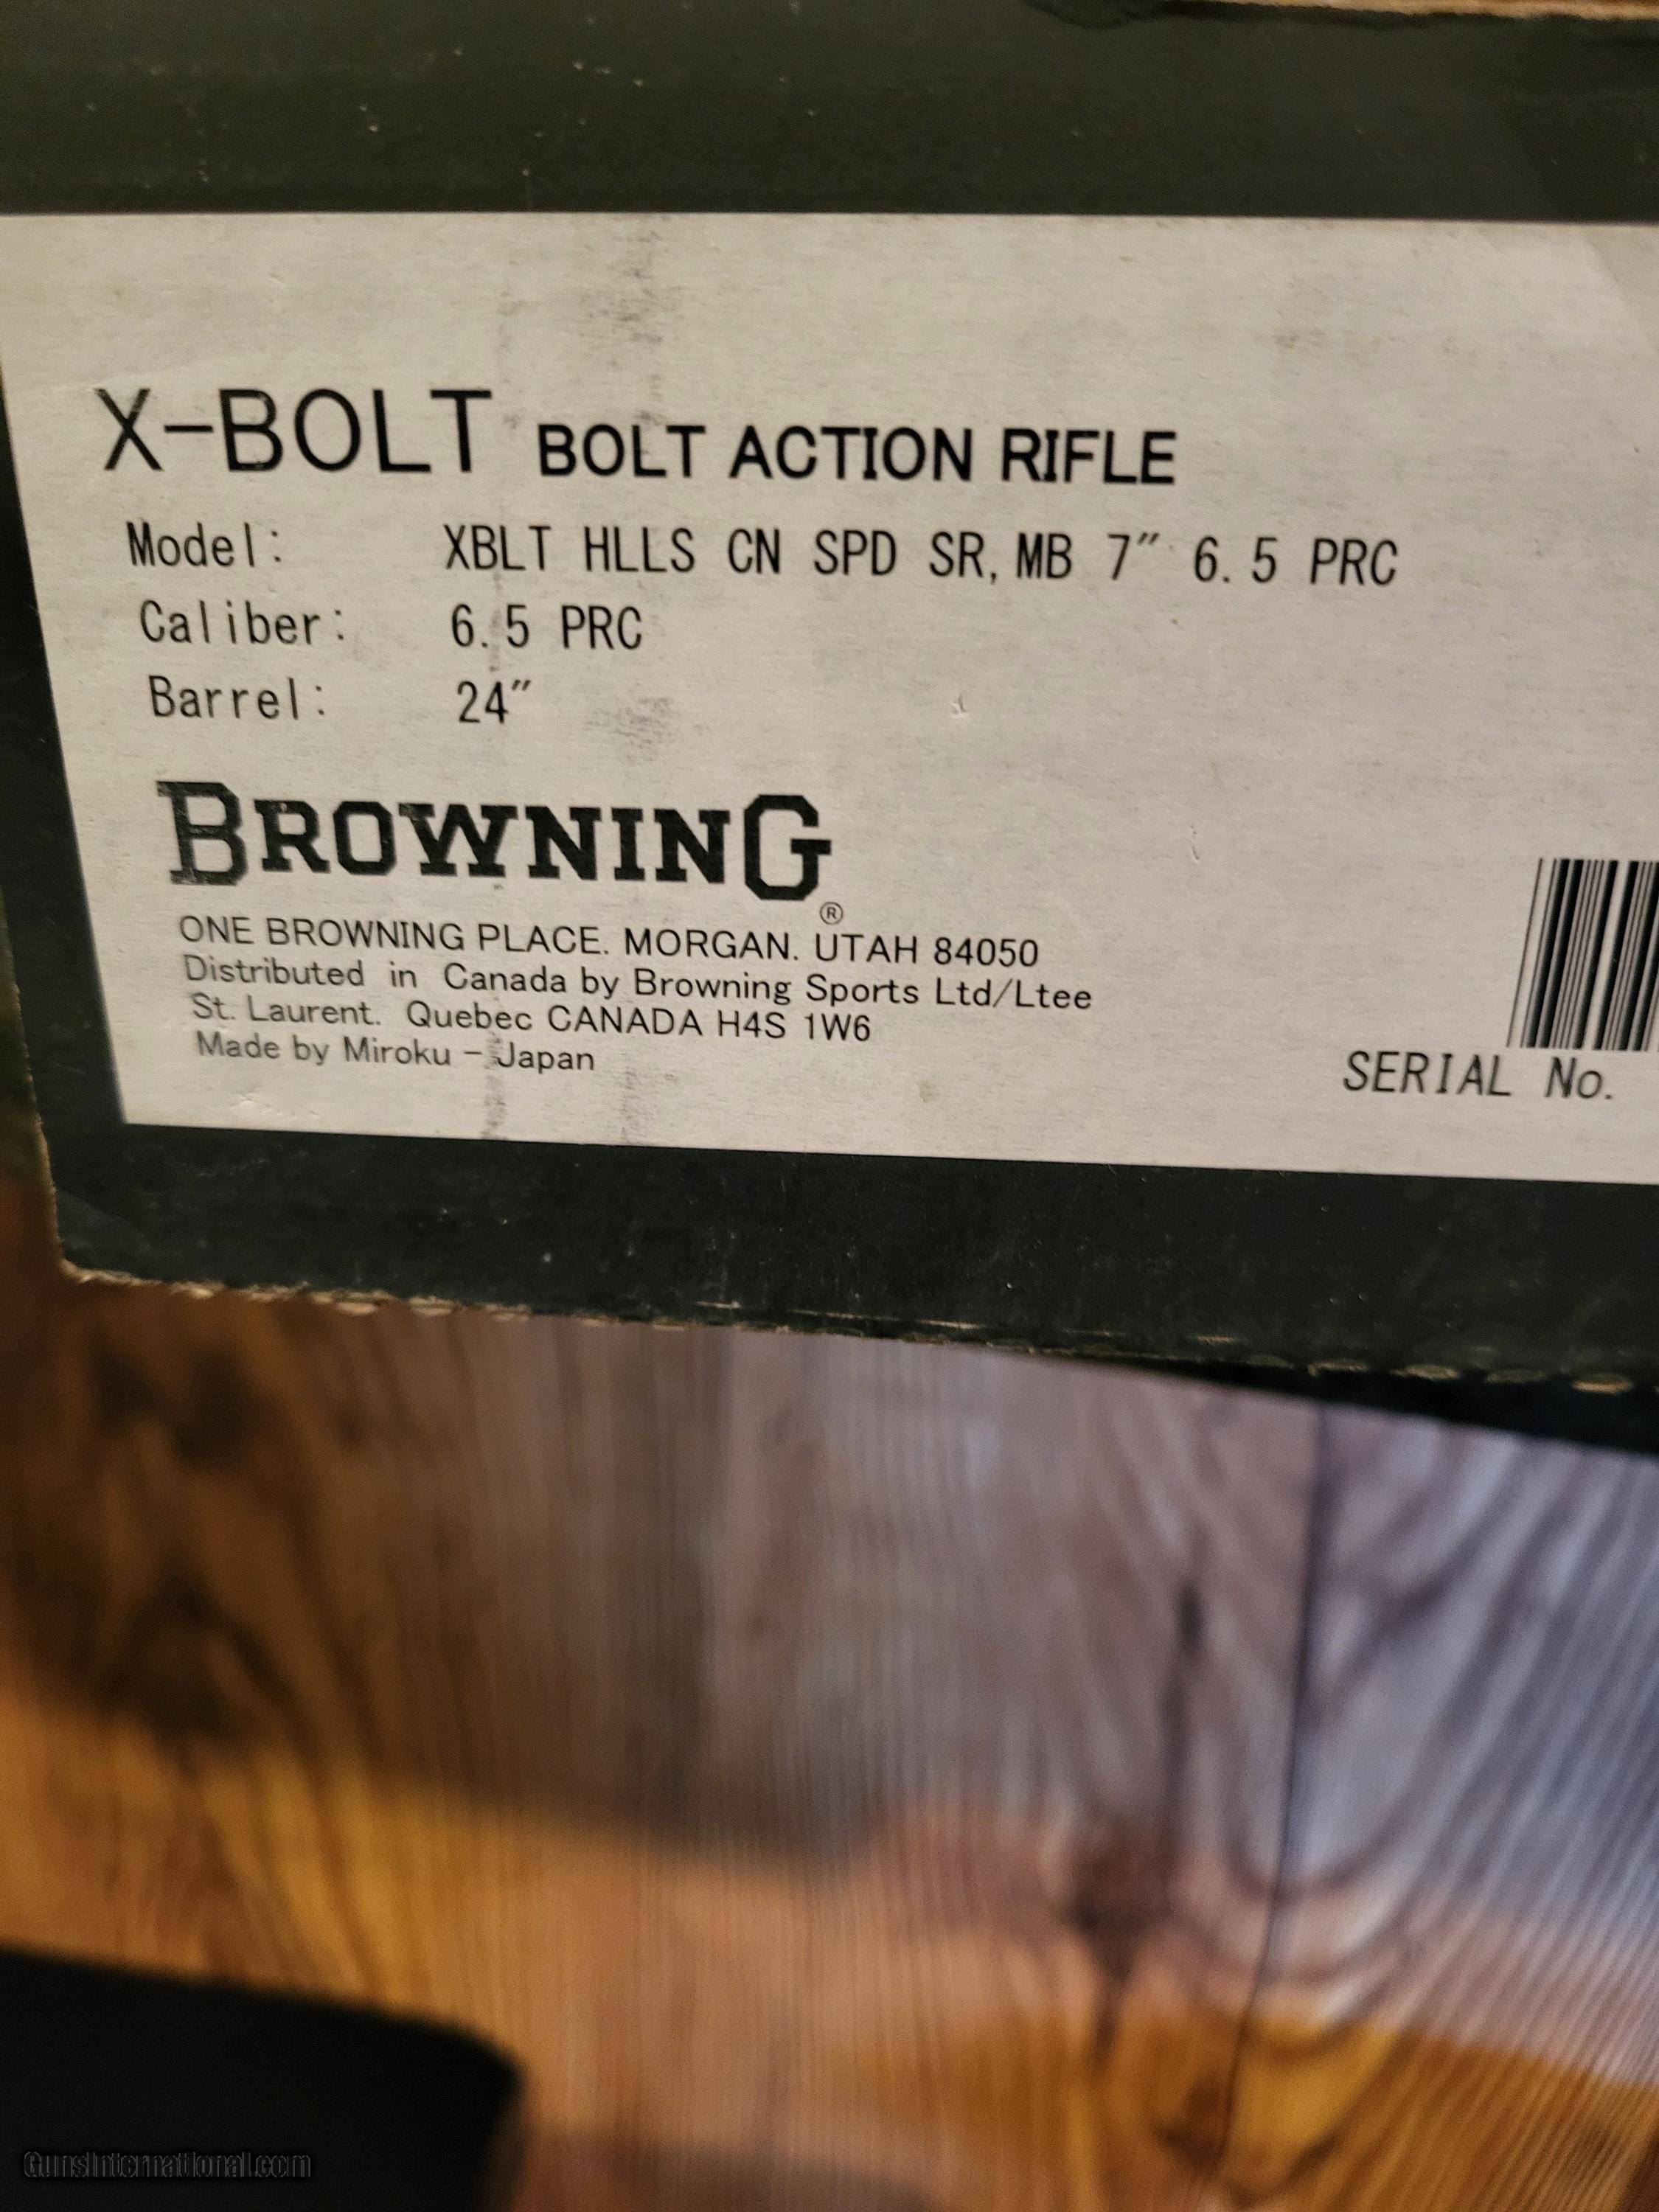 X-BOLT BOLT ACTION RIFLE
Model: XBLT HLLS CN SPD SR, MB 7" 6.5 PRC
Caliber: 6.5 PRC
Barrel: 24"
BROWNING®
ONE BROWNING PLACE. MORGAN. UTAH 84050
Distributed in Canada by Browning Sports Ltd/Ltee
St. Laurent. Quebec CANADA H4S 1W6
Made by Miroku - Japan
SERIAL No.
GunsInternational.com